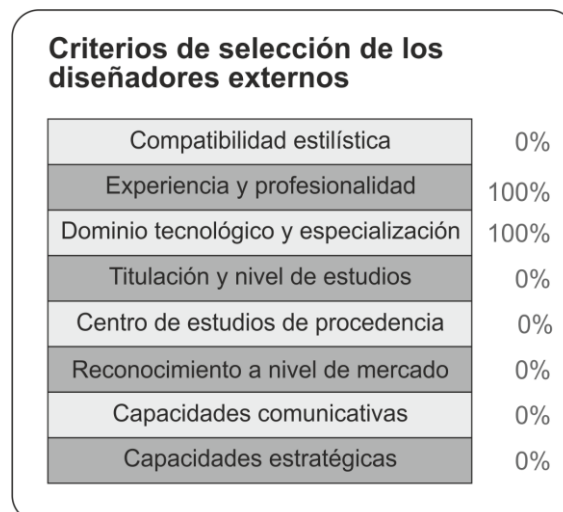 Criterios de selección de los
diseñadores externos
Compatibilidad estilística 0%
Experiencia y profesionalidad 100%
Dominio tecnológico y especialización 100%
Titulación y nivel de estudios 0%
Centro de estudios de procedencia 0%
Reconocimiento a nivel de mercado 0%
Capacidades comunicativas 0%
Capacidades estratégicas 0%